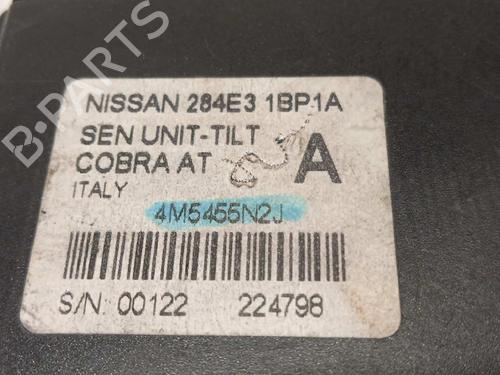 B-PARTS
NISSAN 284E3 1BP1A
SEN UNIT-TILT
COBRA AT A
ITALY
4M5455N2J
S/N: 00122 224798